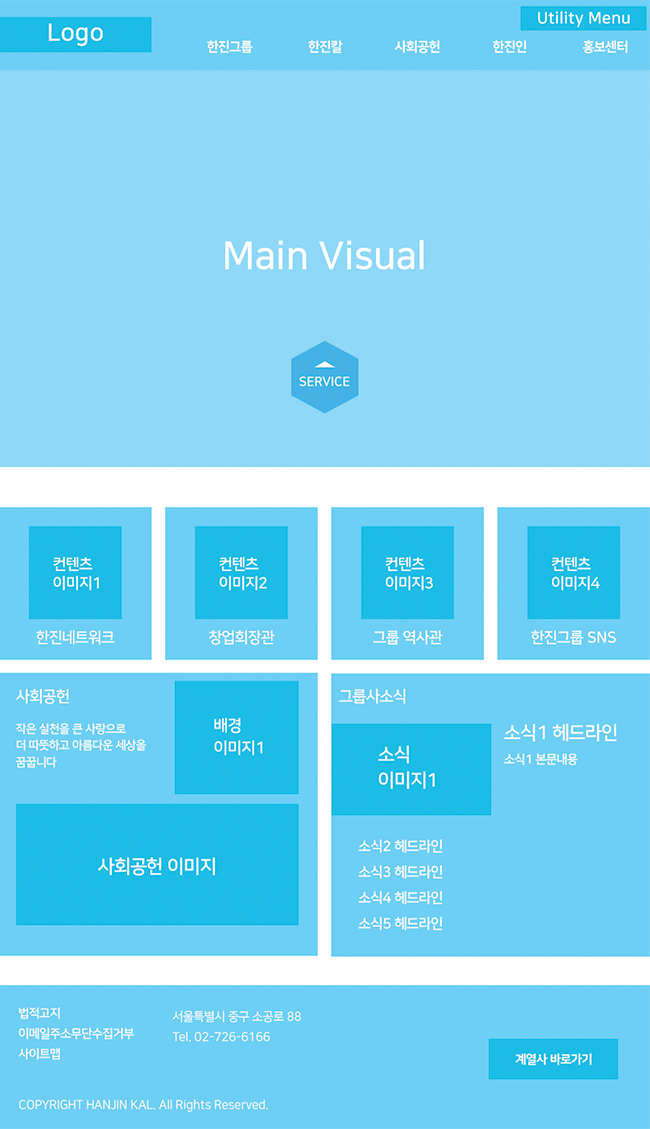 Utility Menu
Logo
한진그룹 한진칼 사회공헌 한진인 홍보센터
Main Visual
SERVICE
컨텐츠
이미지1
한진네트워크
컨텐츠
이미지2
창업회장관
컨텐츠
이미지3
그룹 역사관
컨텐츠
이미지4
한진그룹 SNS
사회공헌
작은 실천을 큰 사랑으로
더 따뜻하고 아름다운 세상을
꿈꿉니다
배경
이미지1
사회공헌 이미지
그룹사소식
소식
이미지1
소식1 헤드라인
소식1 본문내용
소식2 헤드라인
소식3 헤드라인
소식4 헤드라인
소식5 헤드라인
법적고지
이메일주소무단수집거부
사이트맵
서울특별시 중구 소공로 88
Tel. 02-726-6166
계열사 바로가기
COPYRIGHT HANJIN KAL. All Rights Reserved.